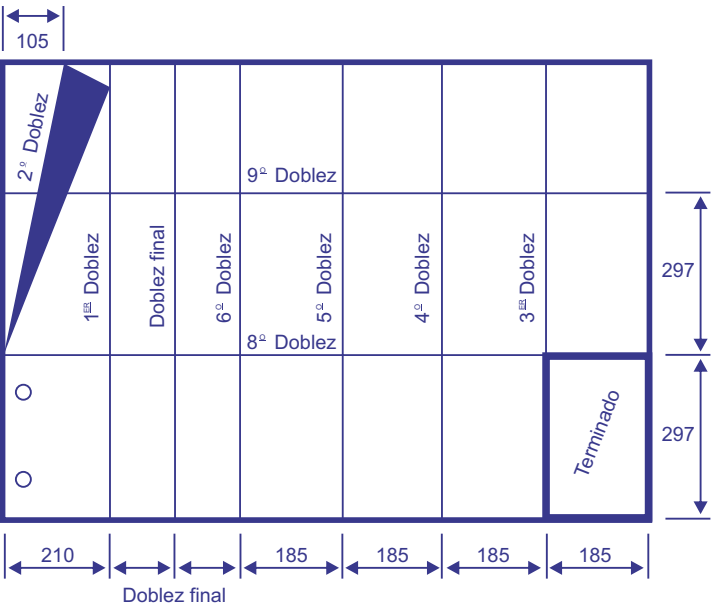 105
2º Doblez
9º Doblez
1ER Doblez
Doblez final
6º Doblez
5º Doblez
4º Doblez
3ER Doblez
297
8º Doblez
Terminado
297
210
185
185
185
185
Doblez final